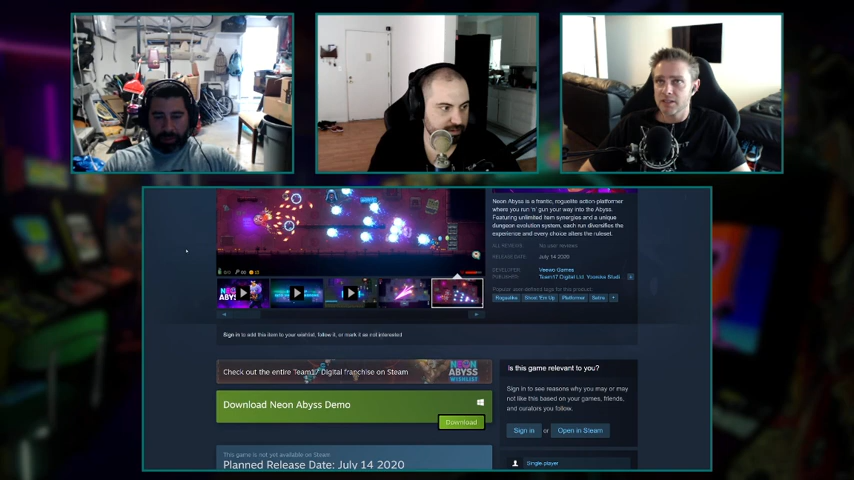 Neon Abyss is a frantic, roguelite action-platformer
where you run 'n' gun your way into the Abyss.
Featuring unlimited item synergies and a unique
dungeon evolution system, each run diversifies the
experience and every choice alters the ruleset.
ALL REVIEWS: No user reviews
RELEASE DATE: July 14 2020
DEVELOPER: Veewo Games
PUBLISHER: Team17 Digital Ltd
Popular user-defined tags for this product:
Roguelike Shoot 'Em Up Platformer Retro +
Sign in to add this item to your wishlist, follow it, or mark it as not interested
Check out the entire Team17 Digital franchise on Steam
NEON
ABYSS
WISHLIST
Is this game relevant to you?
Sign in to see reasons why you may or may
not like this based on your games, friends,
and curators you follow.
Sign in or Open in Steam
Download Neon Abyss Demo
Download
This game is not yet available on Steam
Planned Release Date: July 14 2020
Single-player